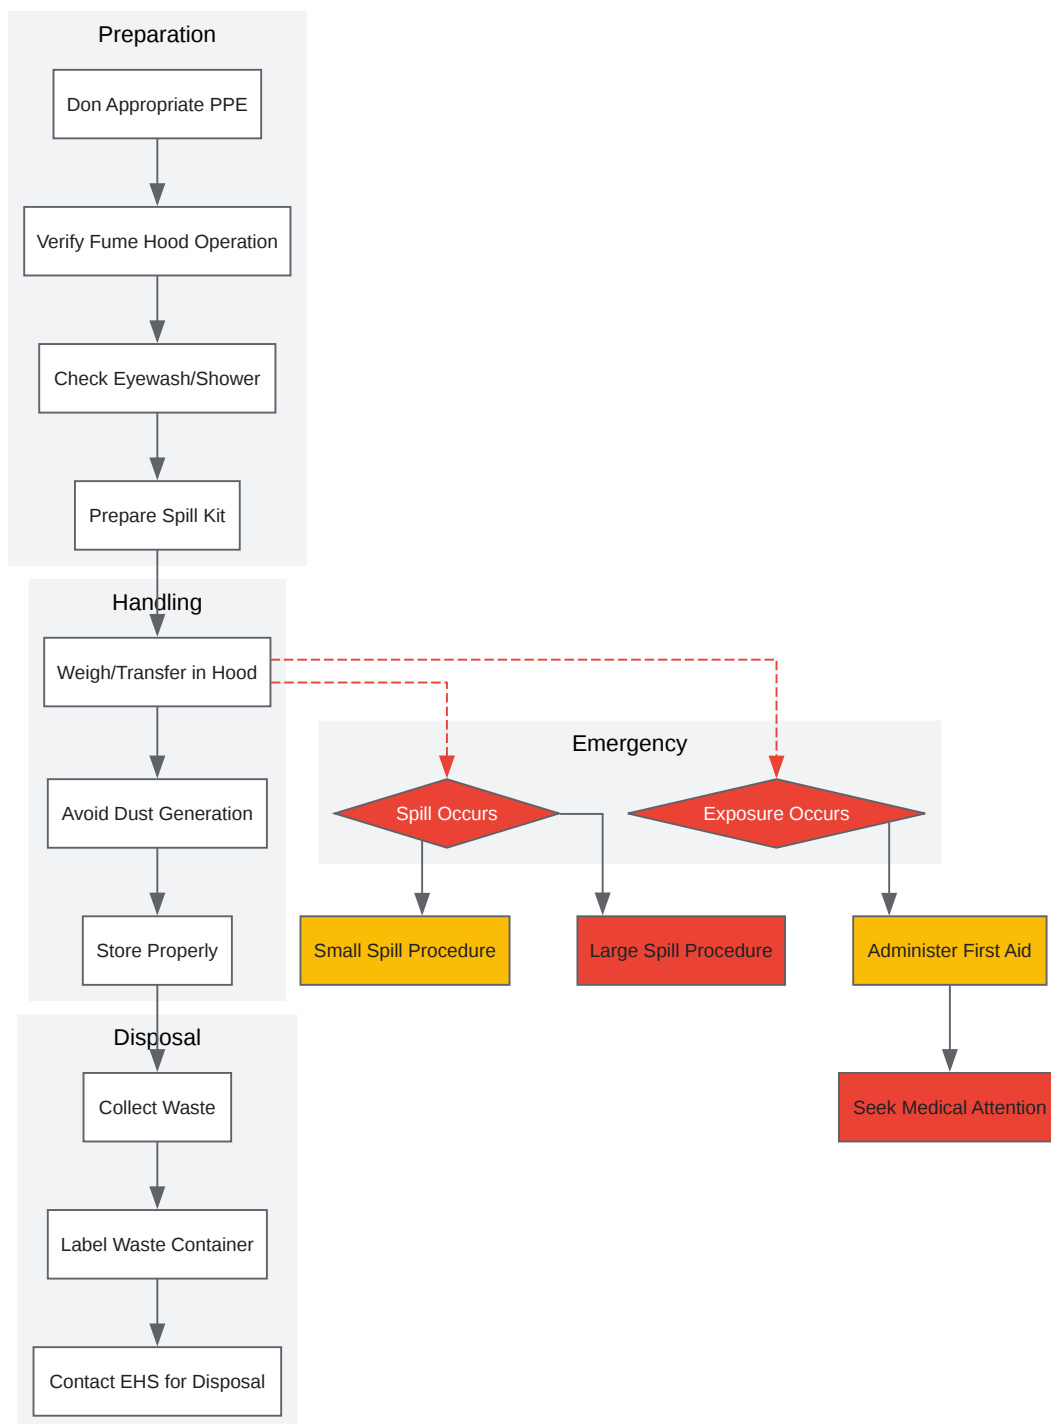 Preparation
Don Appropriate PPE
Verify Fume Hood Operation
Check Eyewash/Shower
Prepare Spill Kit
Handling
Weigh/Transfer in Hood
Emergency
Avoid Dust Generation
Spill Occurs
Exposure Occurs
Store Properly
Small Spill Procedure
Large Spill Procedure
Administer First Aid
Disposal
Collect Waste
Seek Medical Attention
Label Waste Container
Contact EHS for Disposal